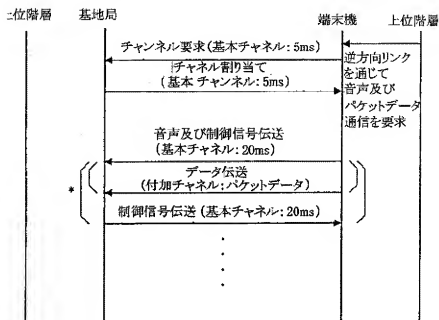 上位階層 基地局 端末機 上位階層
チャンネル要求(基本チャネル:5ms)
チャネル割り当て
(基本 チャンネル:5ms)
逆方向リンク
を通じて
音声及び
パケットデータ
通信を要求
音声及び制御信号伝送
(基本チャネル:20ms)
データ伝送
(付加チャネル:パケットデータ)
*
制御信号伝送(基本チャネル:20ms)